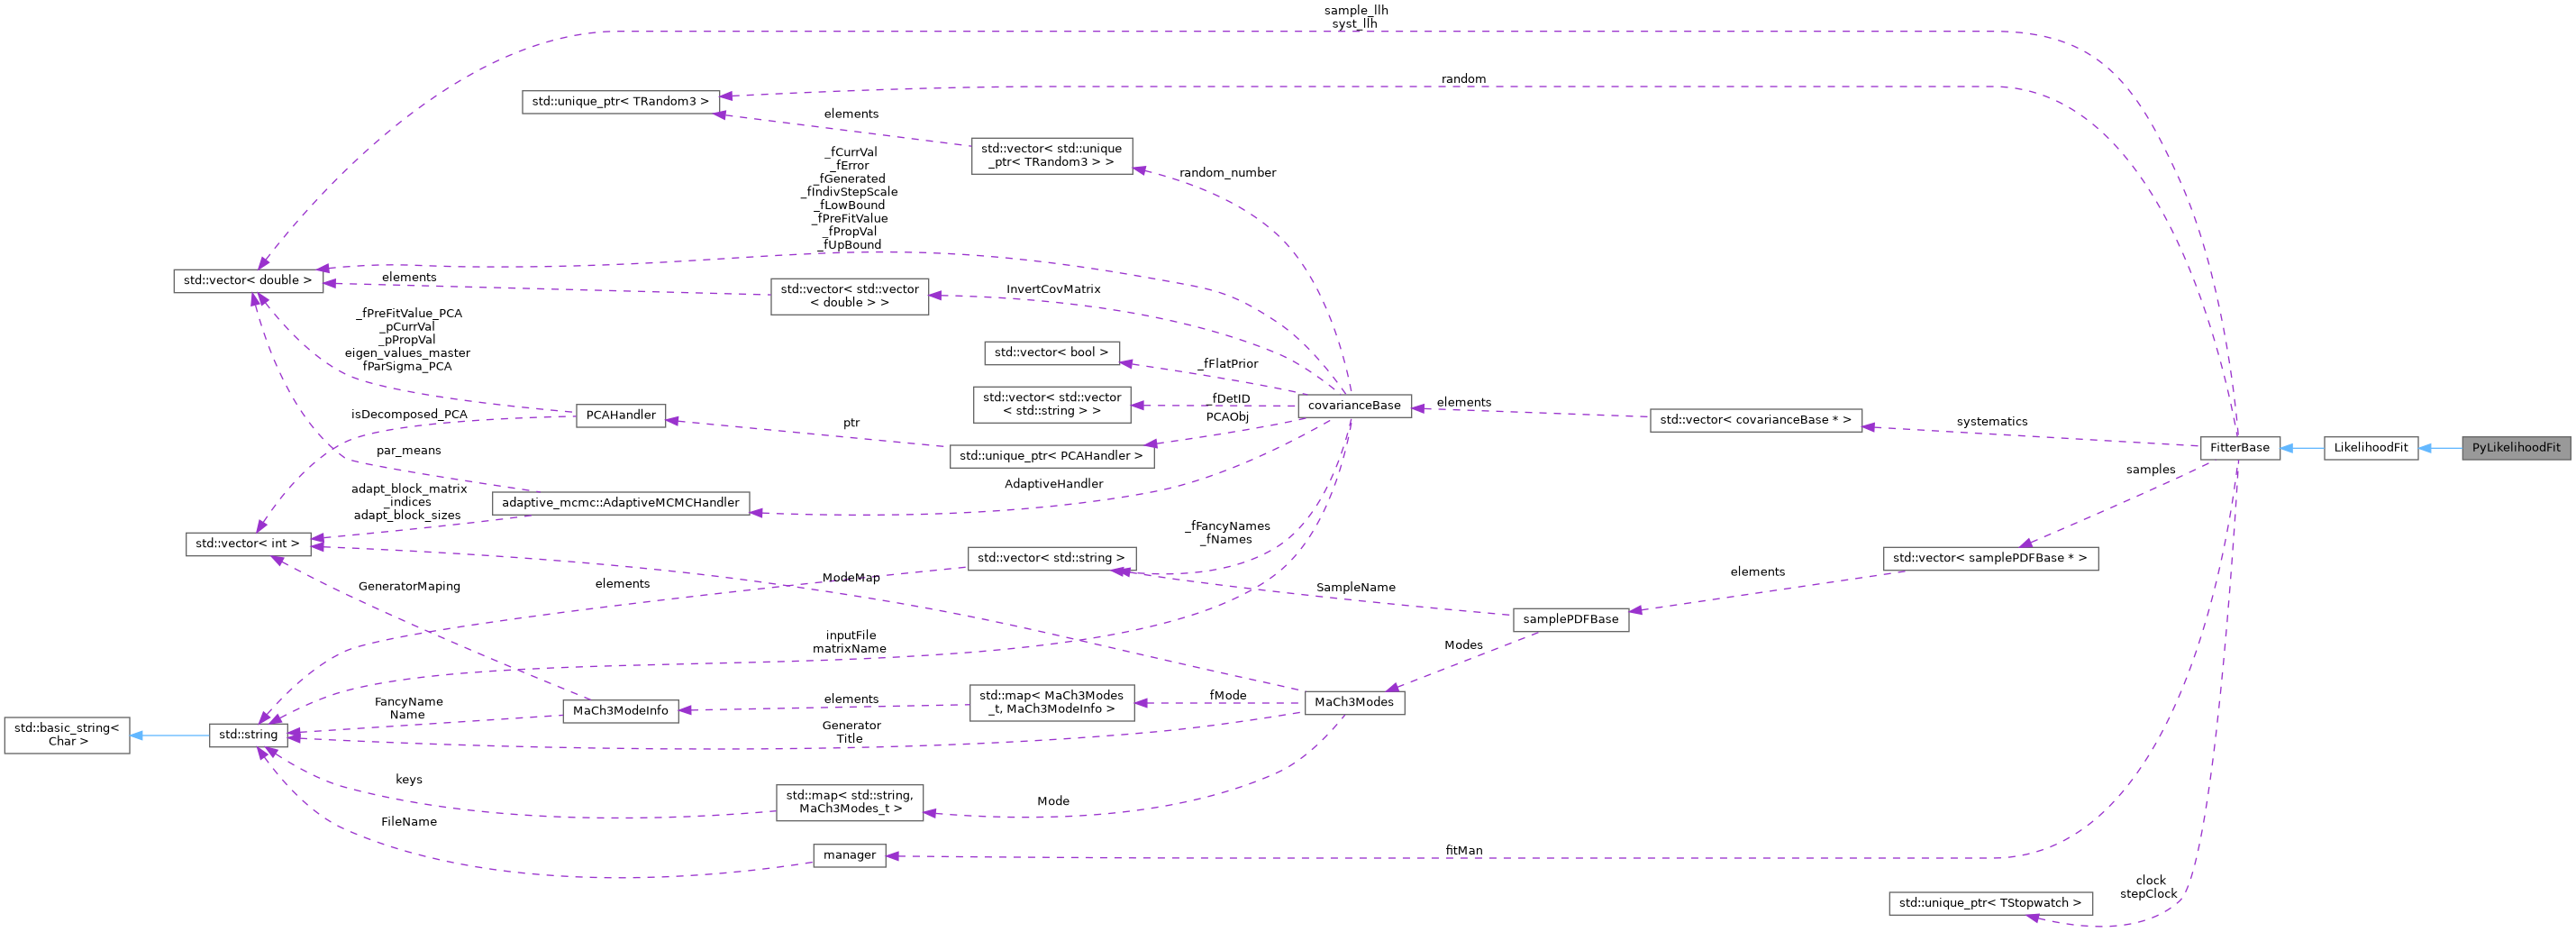 sample_llh
syst_llh
random
std::unique_ptr< TRandom3 >
elements
std::vector< std::unique
_ptr< TRandom3 > >
random_number
_fCurrVal
_fError
_fGenerated
_fIndivStepScale
_fLowBound
_fPreFitValue
_fPropVal
_fUpBound
std::vector< double >
elements
std::vector< std::vector
< double > >
InvertCovMatrix
_fPreFitValue_PCA
_pCurrVal
_pPropVal
eigen_values_master
fParSigma_PCA
std::vector< bool >
_fFlatPrior
std::vector< std::vector
< std::string > >
_fDetID
PCAObj
covarianceBase
elements
std::vector< covarianceBase * >
systematics
isDecomposed_PCA
PCAHandler
ptr
std::unique_ptr< PCAHandler >
FitterBase
LikelihoodFit
PyLikelihoodFit
par_means
samples
adapt_block_matrix
_indices
adapt_block_sizes
adaptive_mcmc::AdaptiveMCMCHandler
AdaptiveHandler
std::vector< int >
_fFancyNames
_fNames
std::vector< std::string >
std::vector< samplePDFBase * >
GeneratorMaping
elements
ModeMap
SampleName
elements
samplePDFBase
inputFile
matrixName
Modes
FancyName
Name
MaCh3ModeInfo
elements
std::map< MaCh3Modes
_t, MaCh3ModeInfo >
fMode
MaCh3Modes
std::basic_string<
Char >
std::string
Generator
Title
keys
std::map< std::string,
MaCh3Modes_t >
Mode
FileName
manager
fitMan
clock
stepClock
std::unique_ptr< TStopwatch >